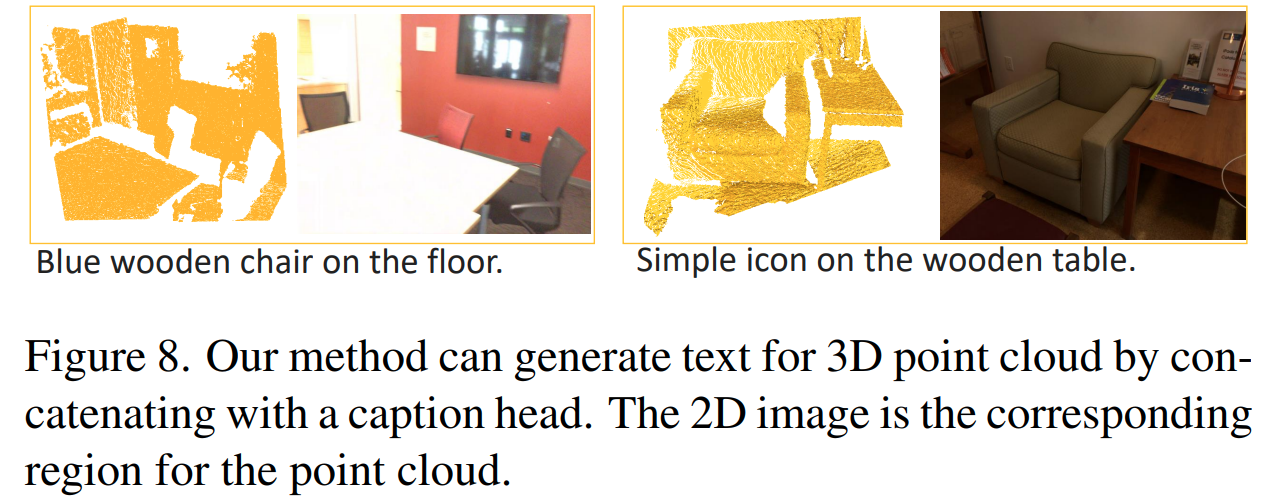 Blue wooden chair on the floor.
Simple icon on the wooden table.
Figure 8. Our method can generate text for 3D point cloud by con-
catenating with a caption head. The 2D image is the corresponding
region for the point cloud.